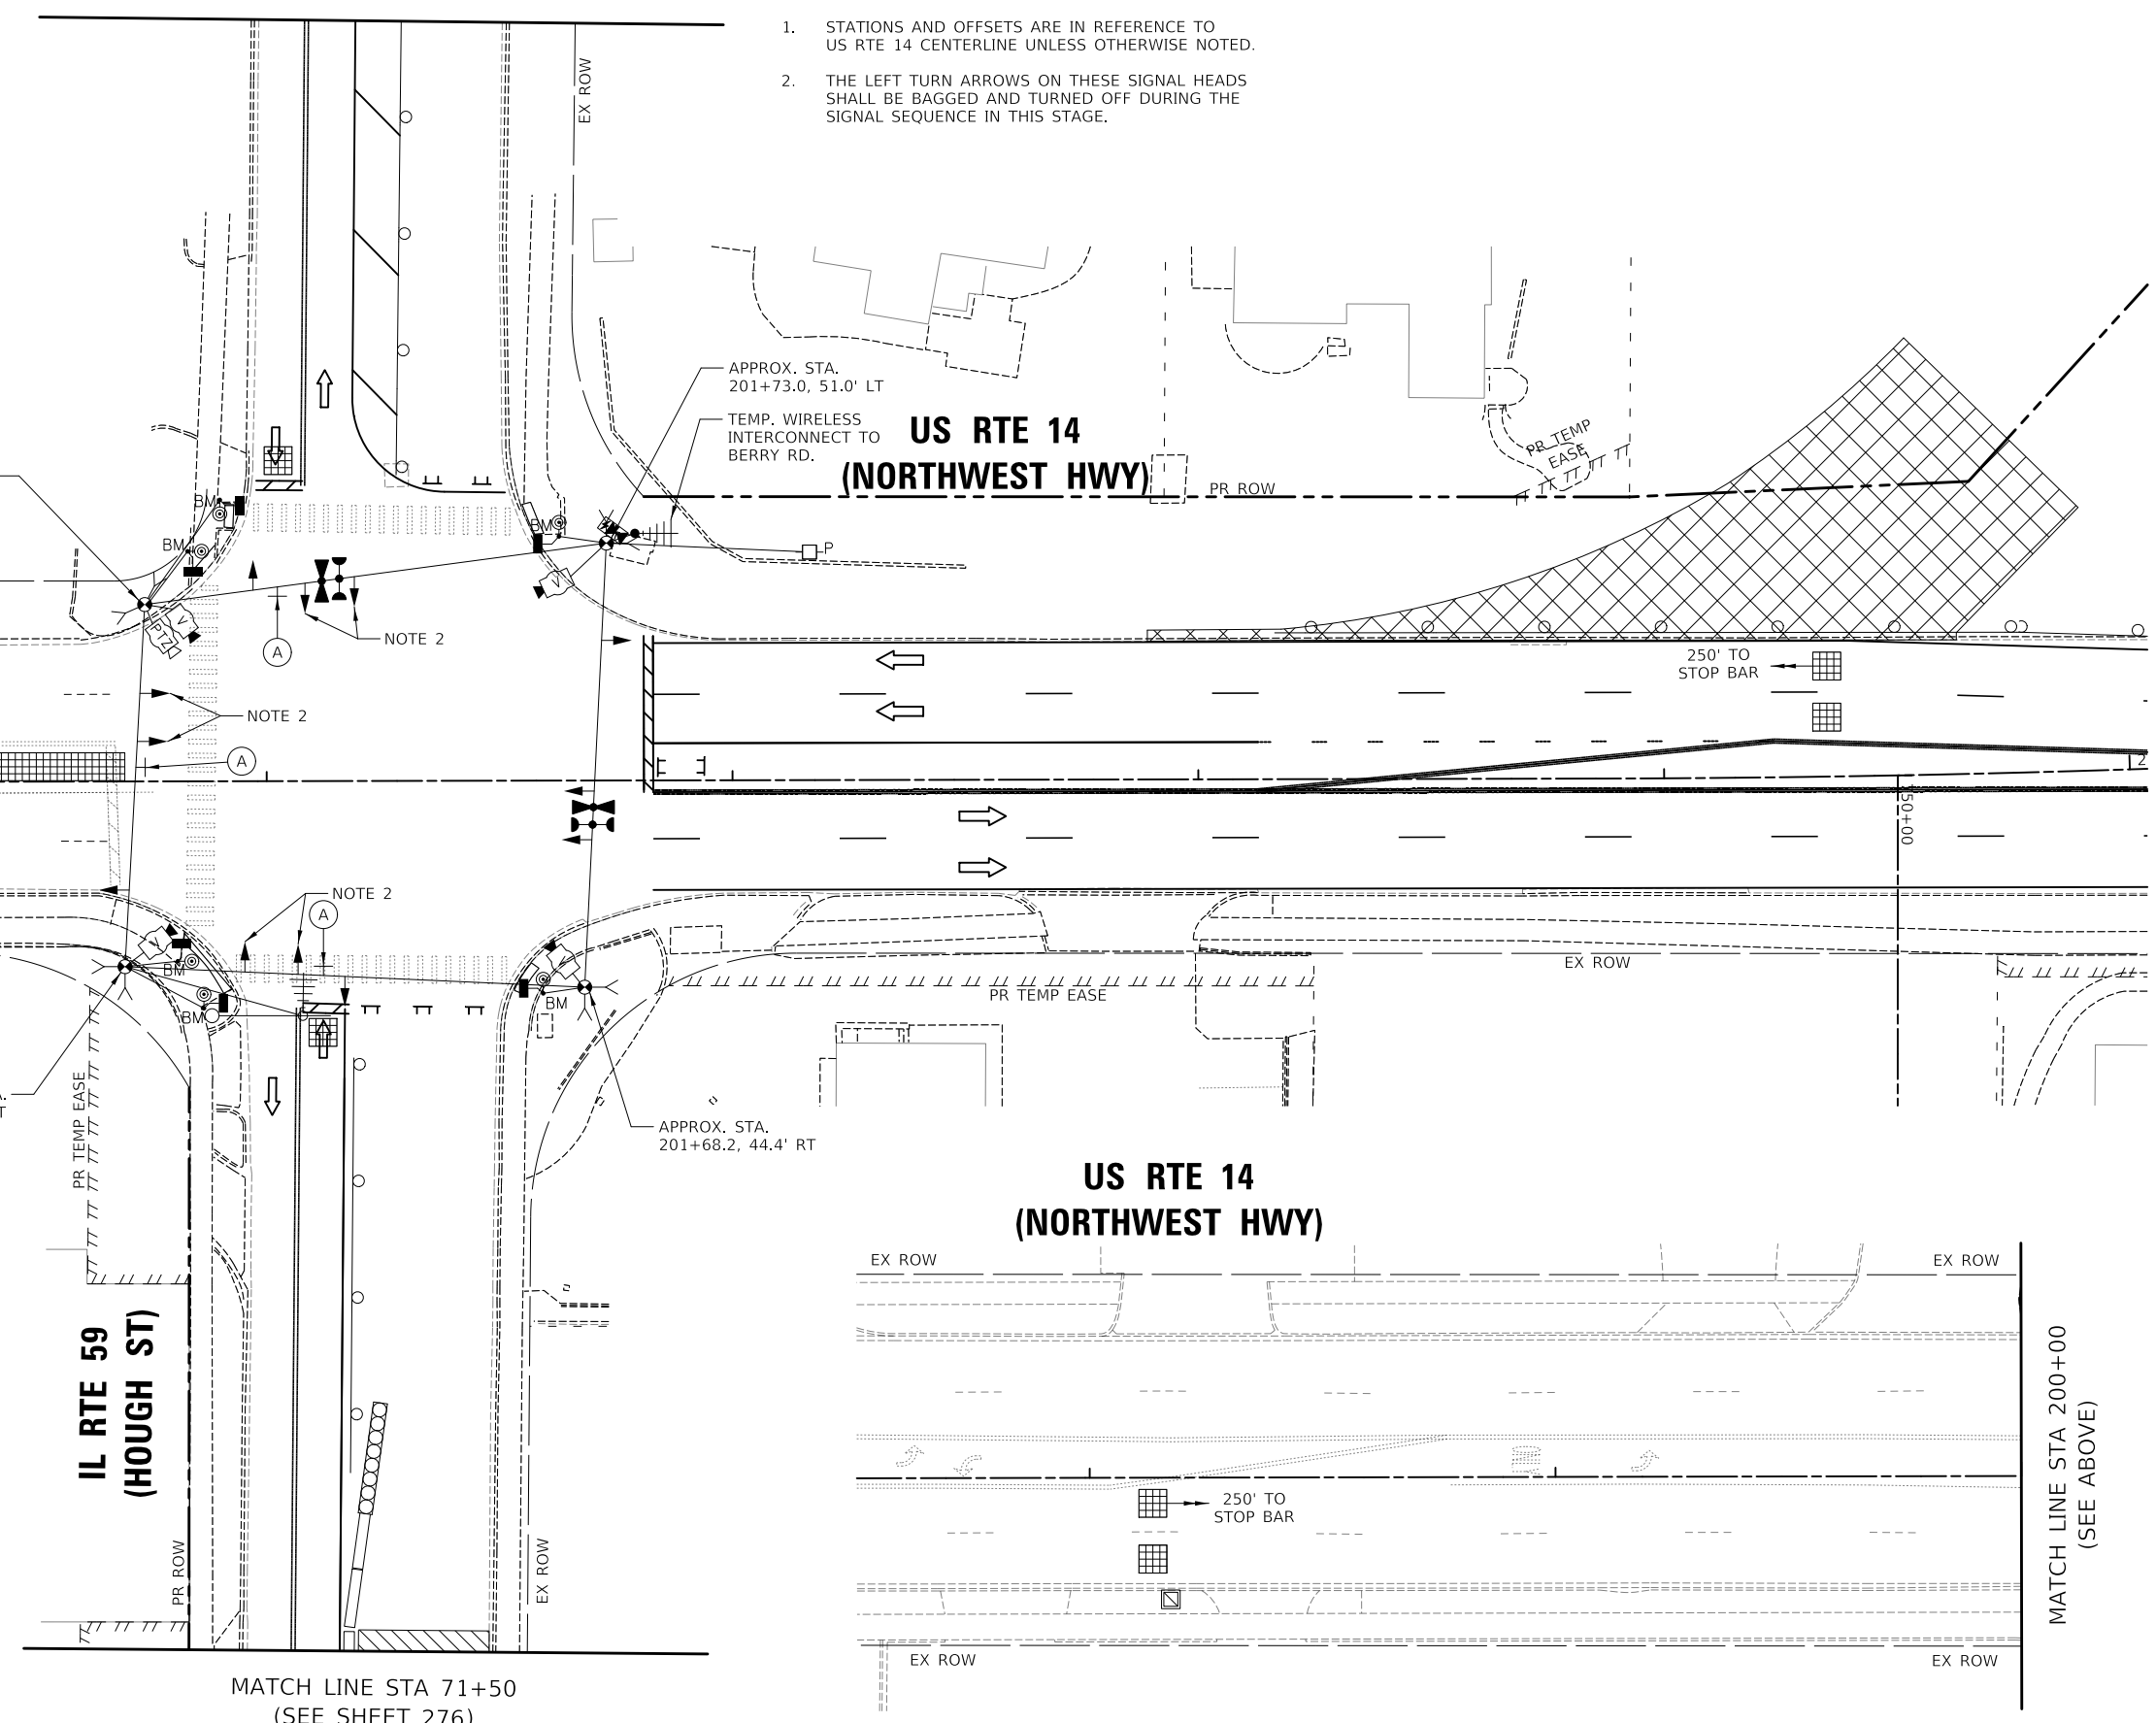 1. STATIONS AND OFFSETS ARE IN REFERENCE TO
US RTE 14 CENTERLINE UNLESS OTHERWISE NOTED.
2. THE LEFT TURN ARROWS ON THESE SIGNAL HEADS
SHALL BE BAGGED AND TURNED OFF DURING THE
SIGNAL SEQUENCE IN THIS STAGE.
EX ROW
APPROX. STA.
201+73.0, 51.0' LT
TEMP. WIRELESS
INTERCONNECT TO
BERRY RD.
US RTE 14
(NORTHWEST HWY)
PR TEMP
EASE
PR ROW
BM
BM
BM
P
V
V
PTZ
NOTE 2
A
250' TO
STOP BAR
NOTE 2
A
2
50+00
NOTE 2
A
V
V
BM
BM
BM
EX ROW
PR TEMP EASE
PR TEMP EASE
T
APPROX. STA.
201+68.2, 44.4' RT
US RTE 14
(NORTHWEST HWY)
EX ROW
EX ROW
IL RTE 59
(HOUGH ST)
MATCH LINE STA 200+00
(SEE ABOVE)
250' TO
STOP BAR
PR ROW
EX ROW
EX ROW
EX ROW
MATCH LINE STA 71+50
(SEE SHEET 276)